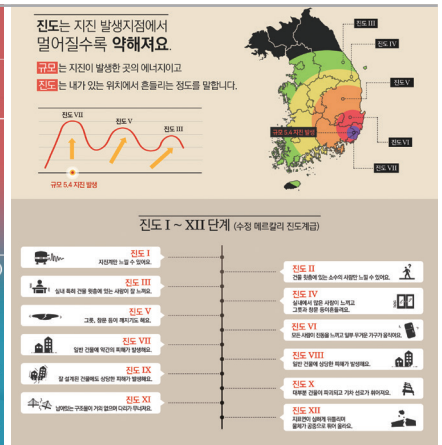 진도는 지진 발생지점에서
멀어질수록 약해져요.
규모는 지진이 발생한 곳의 에너지이고
진도는 내가 있는 위치에서 흔들리는 정도를 말합니다.
진도 VII
진도 V
진도 III
규모 5.4 지진 발생
진도 III
진도 IV
진도 V
규모 5.4 지진 발생
진도 VI
진도 VII
진도 I ~ XII 단계 (수정 메르칼리 진도계급)
진도 I
지진계만 느낄 수 있어요.
진도 II
건물 윗층에 있는 소수의 사람만 느낄 수 있어요.
진도 III
실내 특히 건물 윗층에 있는 사람이 잘 느껴요.
진도 IV
실내에서 많은 사람이 느끼고
그릇과 창문 등이흔들려요.
진도 V
그릇, 창문 등이 깨지기도 해요.
진도 VI
모든 사람이 진동을 느끼고 일부 무거운 가구가 움직여요.
진도 VII
일반 건물에 약간의 피해가 발생해요.
진도 VIII
일반 건물에 상당한 피해가 발생해요.
진도 IX
잘 설계된 건물에도 상당한 피해가 발생해요.
진도 X
대부분 건물이 파괴되고 기차 선로가 휘어져요.
진도 XI
남아있는 구조물이 거의 없으며 다리가 무너져요.
진도 XII
지표면이 심하게 뒤틀리며
물체가 공중으로 튀어 올라요.